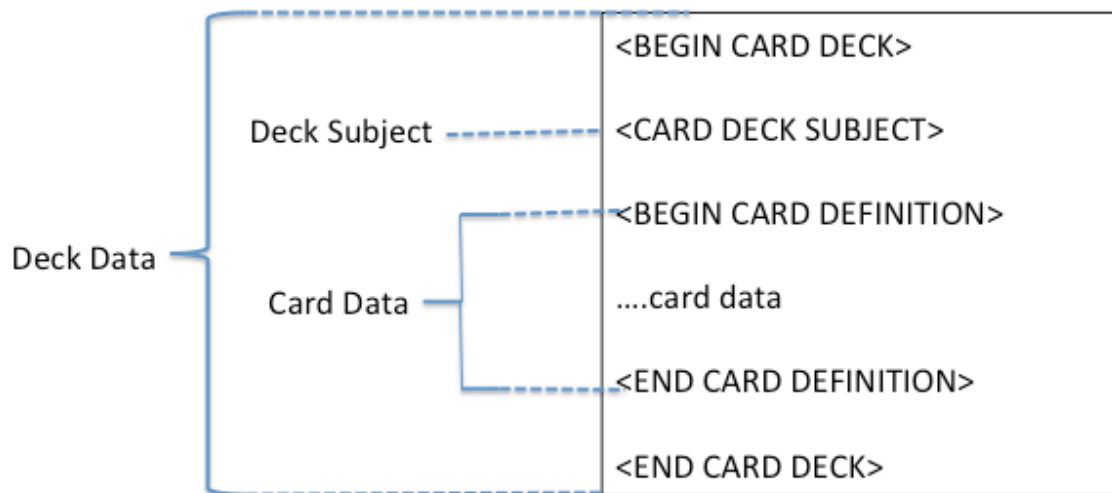 <BEGIN CARD DECK>
Deck Subject <CARD DECK SUBJECT>
<BEGIN CARD DEFINITION>
Deck Data
Card Data ....card data
<END CARD DEFINITION>
<END CARD DECK>